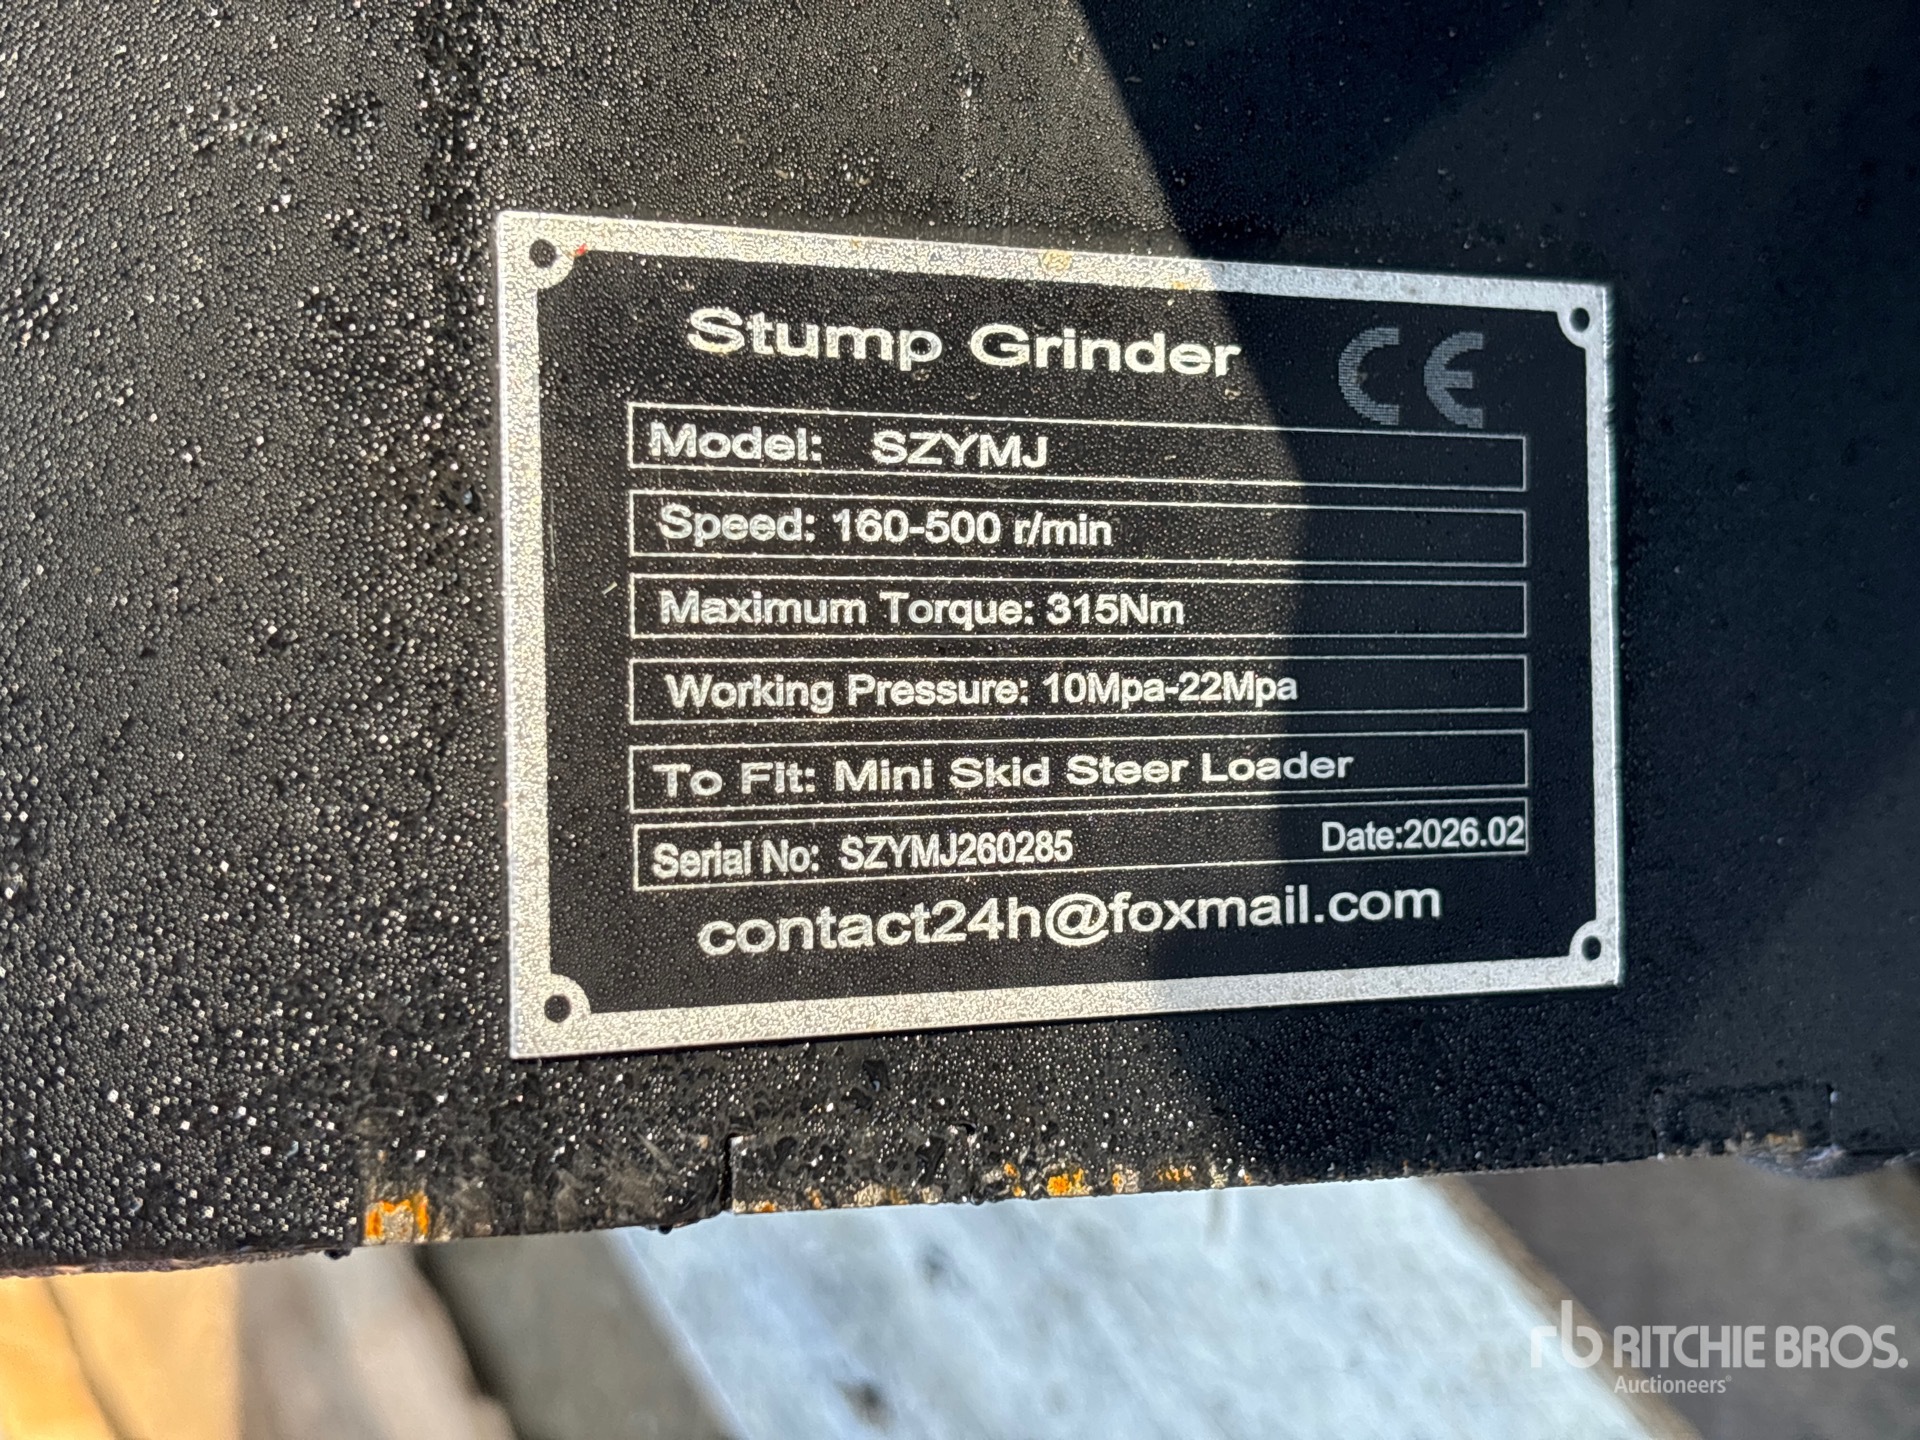 Stump Grinder CE
Model: SZYMJ
Speed: 160-500 r/min
Maximum Torque: 315Nm
Working Pressure: 10Mpa-22Mpa
To Fit: Mini Skid Steer Loader
Serial No: SZYMJ260285 Date:2026.02
contact24h@foxmail.com
rb RITCHIE BROS.
Auctioneers